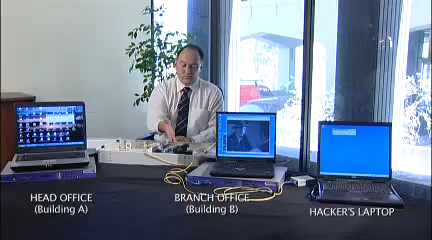 HEAD OFFICE
(Building A)
BRANCH OFFICE
(Building B)
HACKER'S LAPTOP